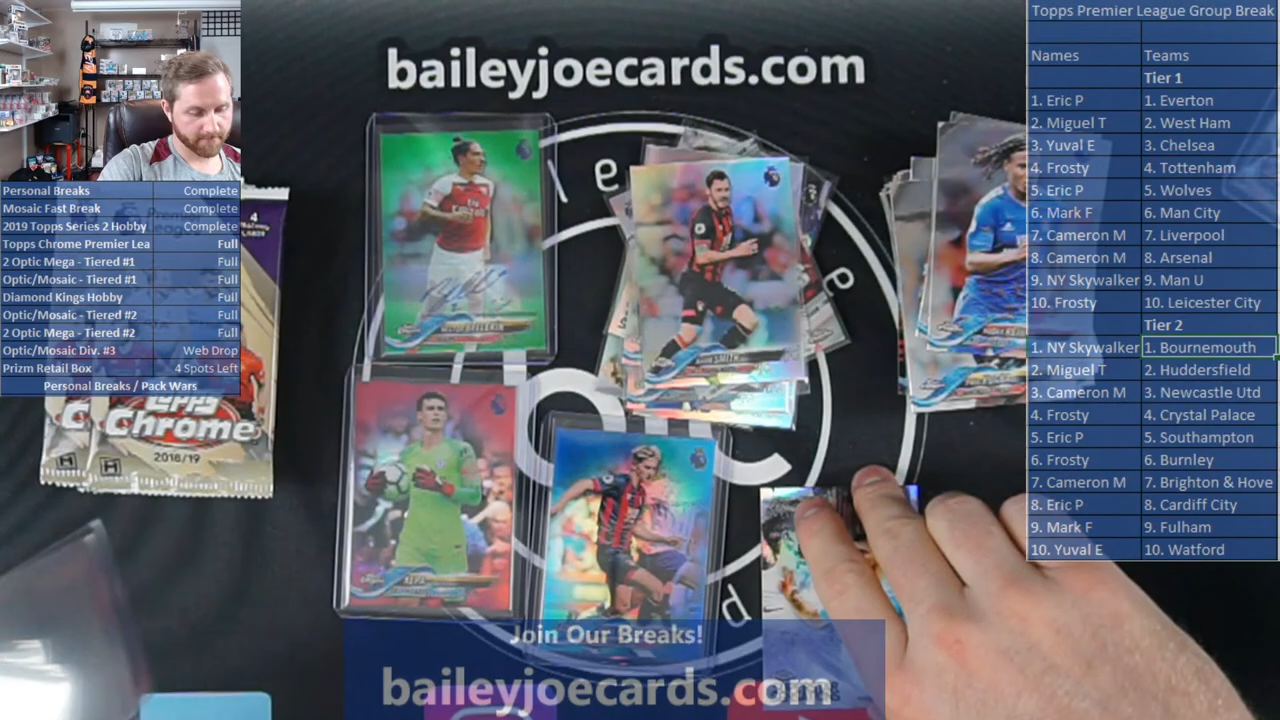 baileyjoecards.com
Topps Premier League Group Break
Names Teams
Tier 1
1. Eric P 1. Everton
2. Miguel T 2. West Ham
3. Yuval E 3. Chelsea
4. Frosty 4. Tottenham
5. Eric P 5. Wolves
6. Mark F 6. Man City
7. Cameron M 7. Liverpool
8. Cameron M 8. Arsenal
9. NY Skywalker 9. Man U
10. Frosty 10. Leicester City
Tier 2
1. NY Skywalker 1. Bournemouth
2. Miguel T 2. Huddersfield
3. Cameron M 3. Newcastle Utd
4. Frosty 4. Crystal Palace
5. Eric P 5. Southampton
6. Frosty 6. Burnley
7. Cameron M 7. Brighton & Hove
8. Eric P 8. Cardiff City
9. Mark F 9. Fulham
10. Yuval E 10. Watford
Personal Breaks Complete
Mosaic Fast Break Complete
2019 Topps Series 2 Hobby Complete
Topps Chrome Premier Lea Full
2 Optic Mega - Tiered #1 Full
Optic/Mosaic - Tiered #1 Full
Diamond Kings Hobby Full
Optic/Mosaic - Tiered #2 Full
2 Optic Mega - Tiered #2 Full
Optic/Mosaic Div. #3 Web Drop
Prizm Retail Box 4 Spots Left
Personal Breaks / Pack Wars
Topps
Chrome
2018/19
SMITH
KEPA
Join Our Breaks!
baileyjoecards.com